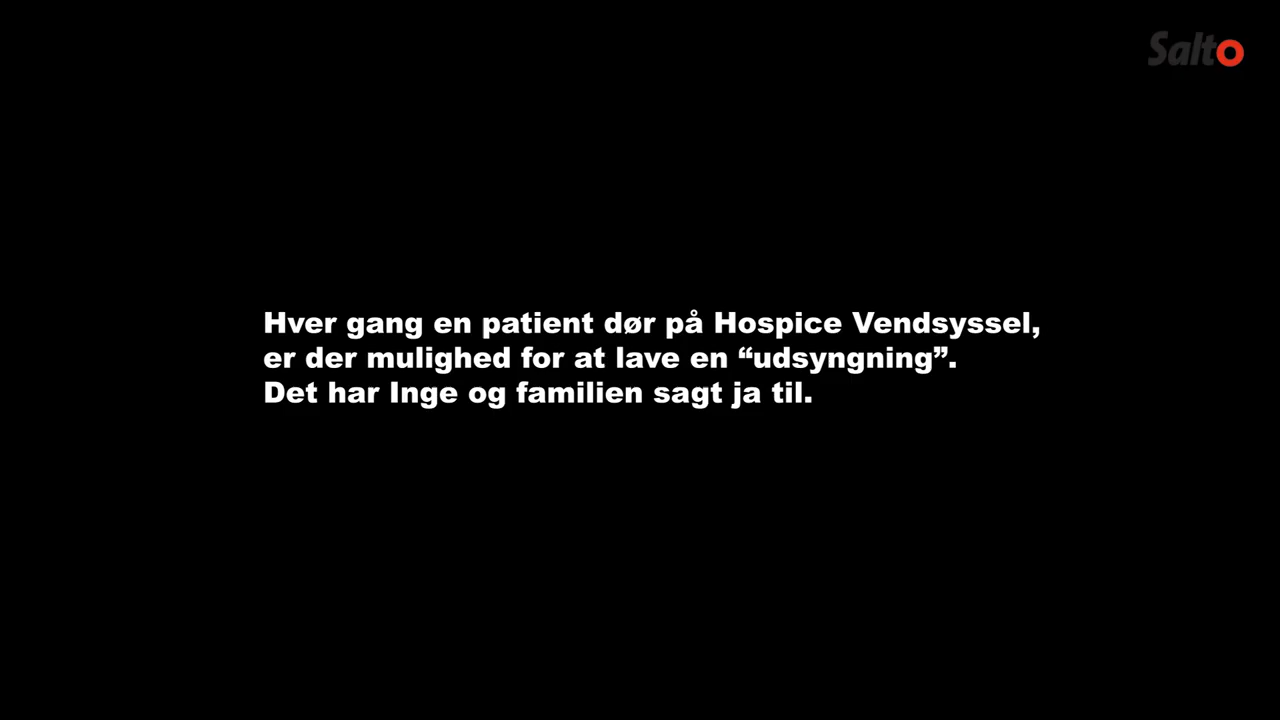 Salto
Hver gang en patient dør på Hospice Vendsyssel,
er der mulighed for at lave en “udsyngning”.
Det har Inge og familien sagt ja til.